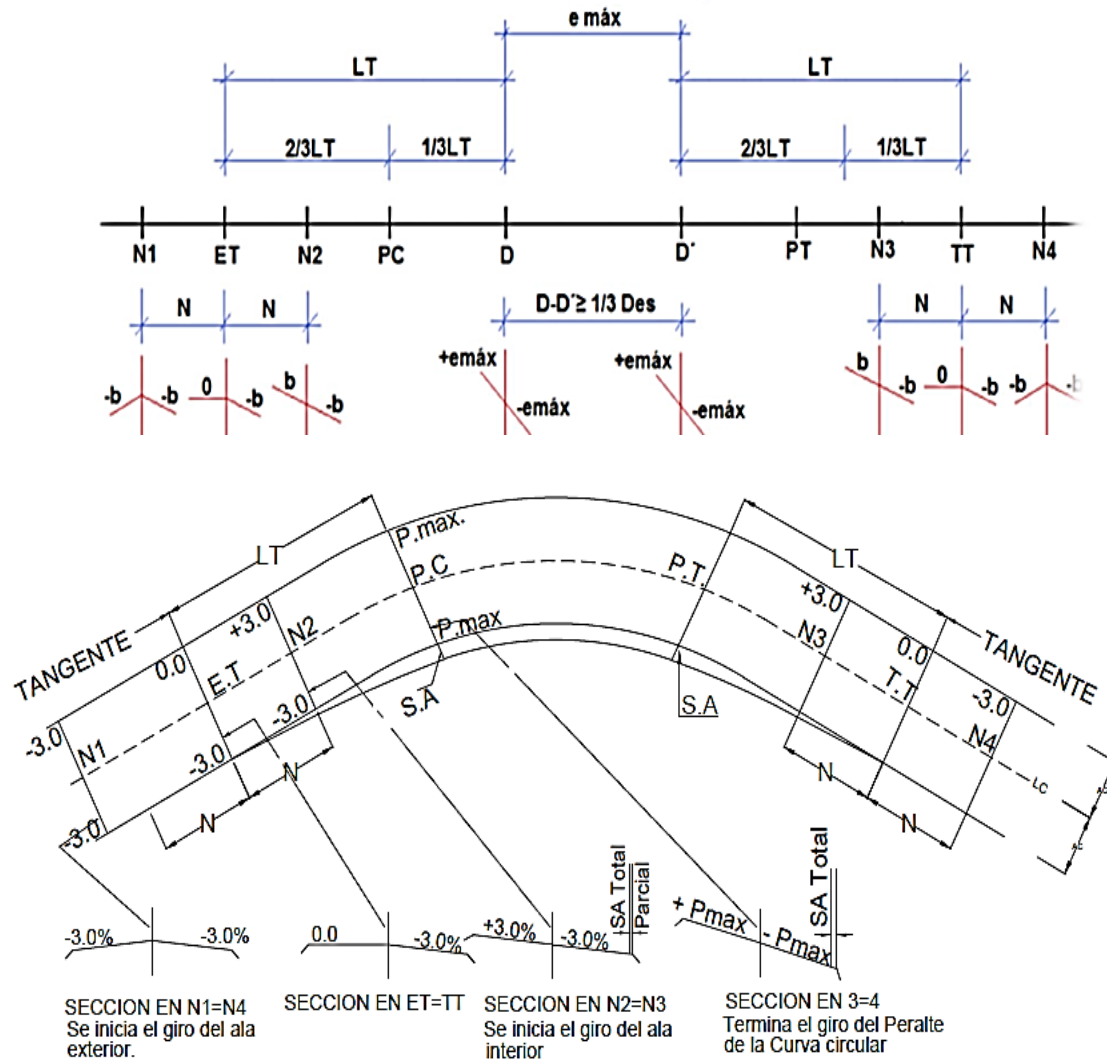 e máx
LT LT
2/3LT 1/3LT 2/3LT 1/3LT
N1 ET N2 PC D D´ PT N3 TT N4
N N D-D´≥ 1/3 Des N N
+emáx +emáx
-b -b 0 -b b -b -emáx -emáx b -b 0 -b -b -b
LT LT
P.max.
P.C P.T.
P.max
TANGENTE 0.0 +3.0 +3.0 0.0 TANGENTE
N2 N3
E.T T.T
S.A S.A
-3.0 N1 -3.0 -3.0 -3.0
N4
LC
-3.0
N N N N
SA Total
Parcial
SA Total
-3.0% -3.0% 0.0 -3.0% +3.0% -3.0% + Pmax - Pmax
SECCION EN N1=N4
Se inicia el giro del ala
exterior.
SECCION EN ET=TT
SECCION EN N2=N3
Se inicia el giro del ala
interior
SECCION EN 3=4
Termina el giro del Peralte
de la Curva circular